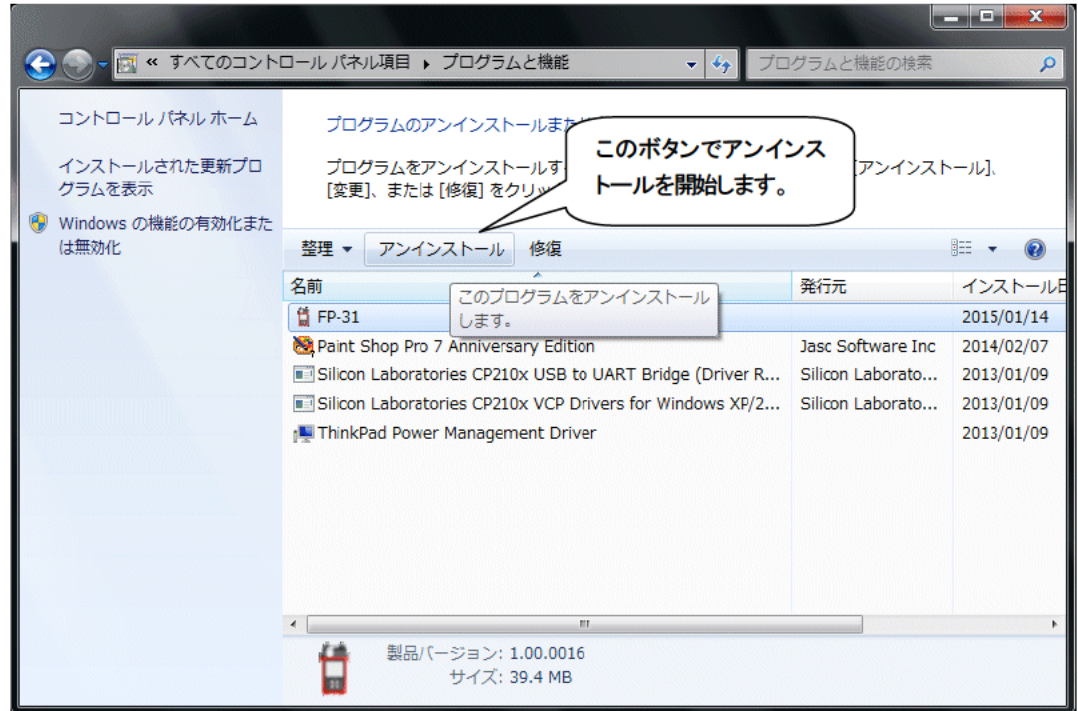 « すべてのコントロール パネル項目 ▸ プログラムと機能
プログラムと機能の検索
コントロール パネル ホーム
インストールされた更新プロ
グラムを表示
Windows の機能の有効化また
は無効化
プログラムのアンインストールまた
プログラムをアンインストールす
[アンインストール]、
[変更]、または [修復] をクリッ
このボタンでアンインス
トールを開始します。
整理 ▼ アンインストール 修復
名前 発行元 インストール日
このプログラムをアンインストール
します。
FP-31 2015/01/14
Paint Shop Pro 7 Anniversary Edition Jasc Software Inc 2014/02/07
Silicon Laboratories CP210x USB to UART Bridge (Driver R... Silicon Laborato... 2013/01/09
Silicon Laboratories CP210x VCP Drivers for Windows XP/2... Silicon Laborato... 2013/01/09
ThinkPad Power Management Driver 2013/01/09
製品バージョン: 1.00.0016
サイズ: 39.4 MB